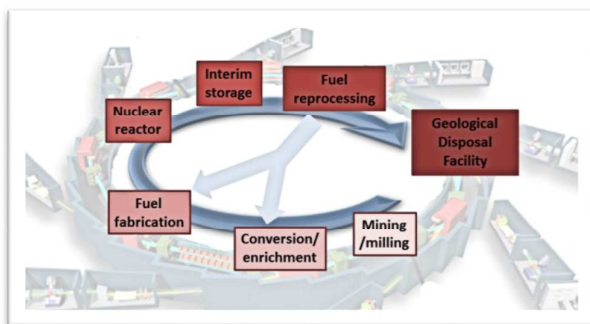 Interim
storage
Fuel
reprocessing
Nuclear
reactor
Geological
Disposal
Facility
Fuel
fabrication
Conversion/
enrichment
Mining
/milling